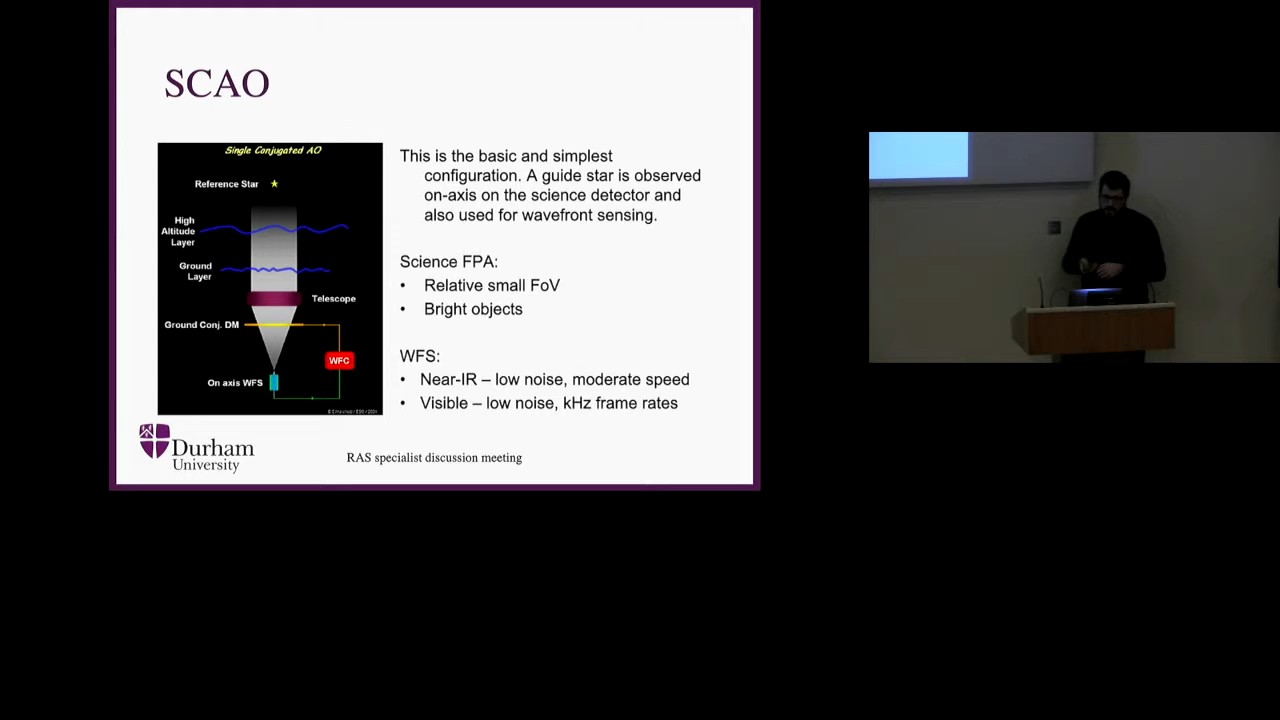 SCAO
Single Conjugated AO
Reference Star
High
Altitude
Layer
Ground
Layer
Telescope
Ground Conj. DM
WFC
On axis WFS
This is the basic and simplest
configuration. A guide star is observed
on-axis on the science detector and
also used for wavefront sensing.
Science FPA:
• Relative small FoV
• Bright objects
WFS:
• Near-IR – low noise, moderate speed
• Visible – low noise, kHz frame rates
Durham
University
RAS specialist discussion meeting